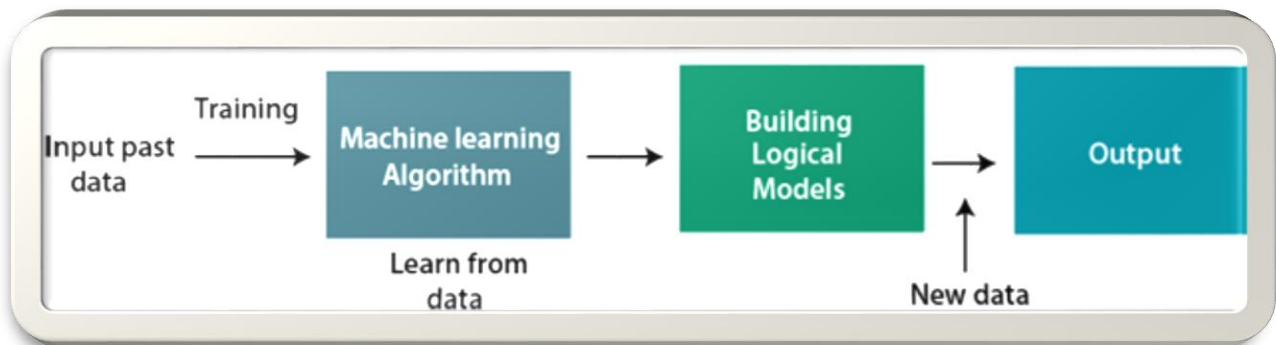 Training
Input past
data
Machine learning
Algorithm
Learn from
data
Building
Logical
Models
New data
Output